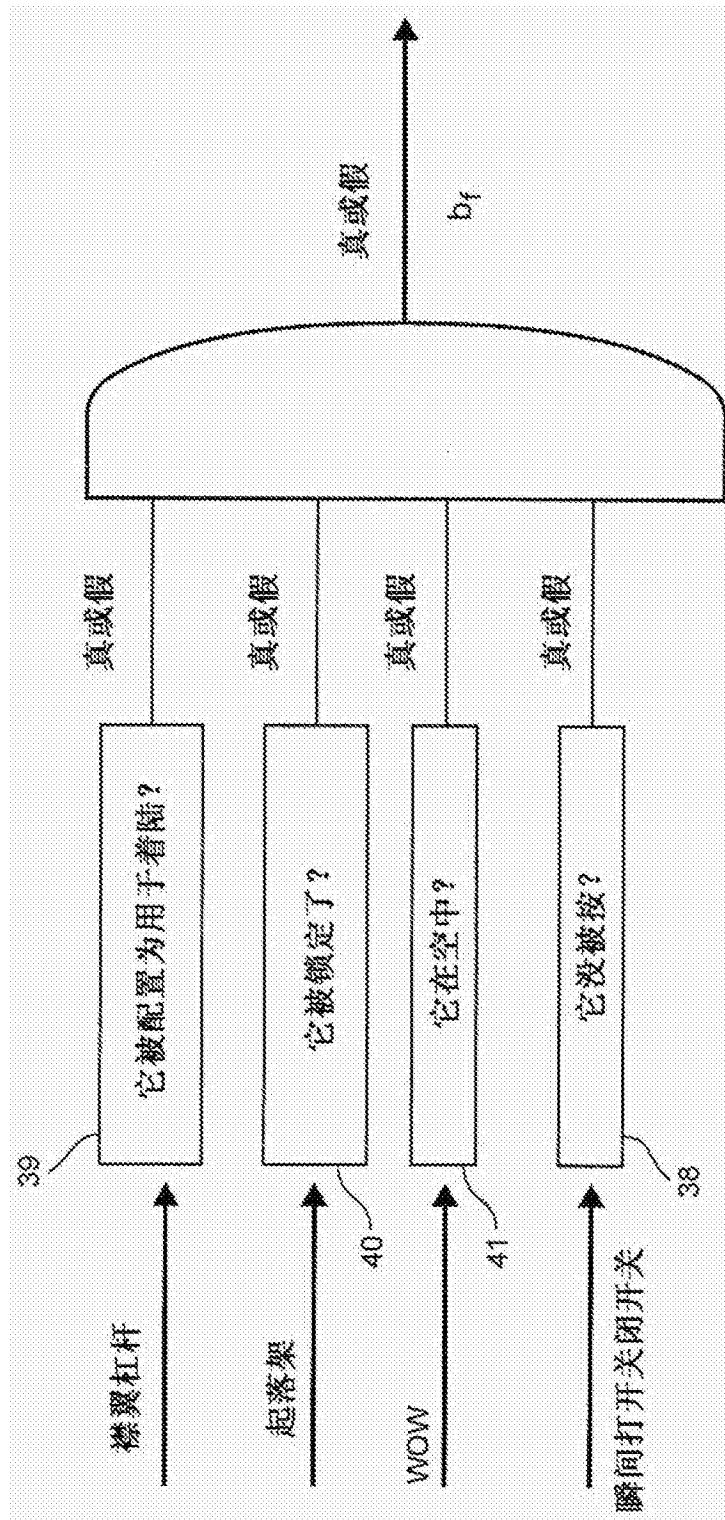 襟翼杠杆
39
它被配置为用于着陆?
真或假
起落架
40
它被锁定了?
真或假
WOW
41
它在空中?
真或假
瞬间打开关闭开关
38
它没被按?
真或假
真或假
bf